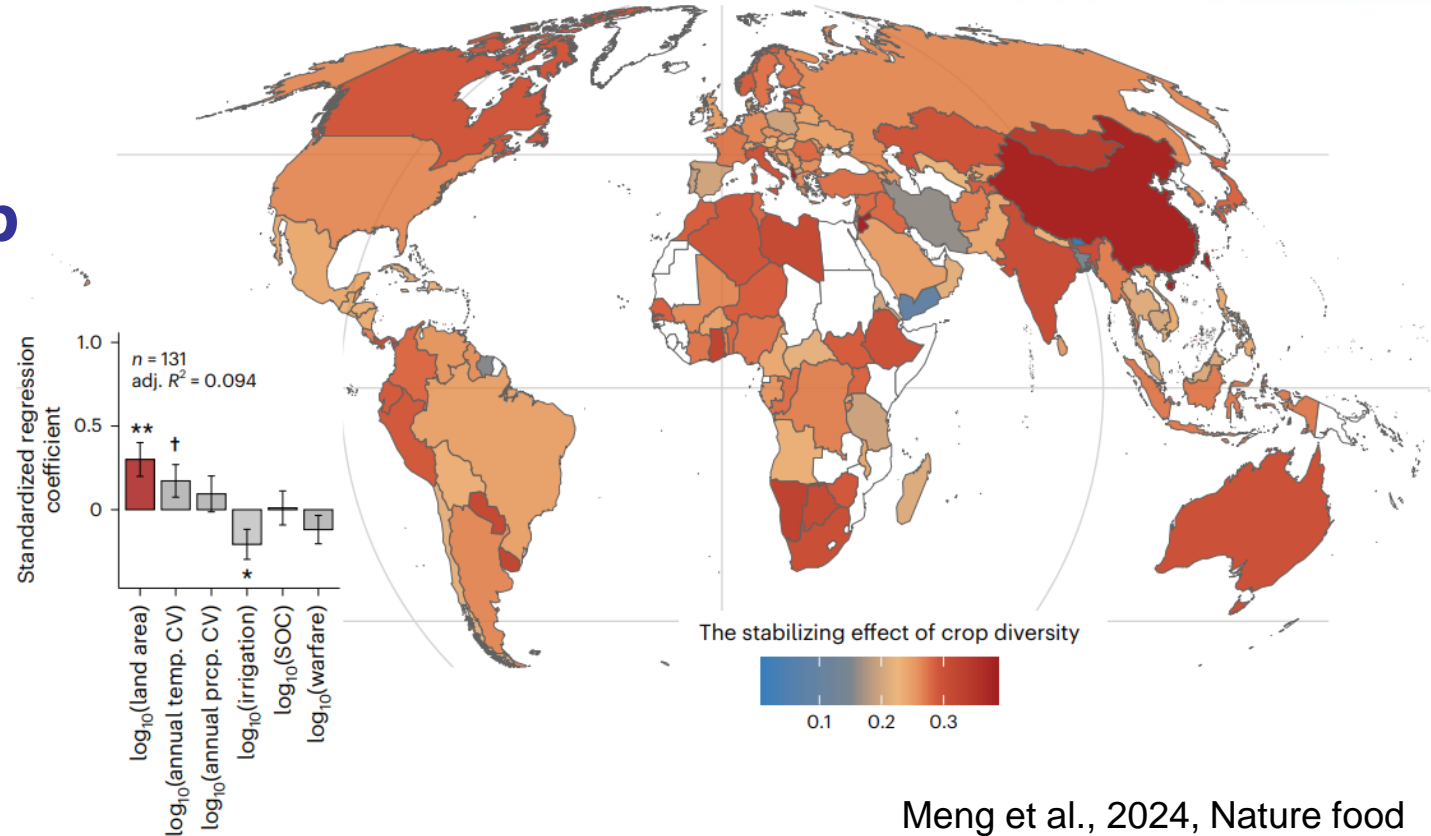 p
1.0
0.5
0
Standardized regression
coefficient
n = 131
adj. R² = 0.094
**
†
*
log₁₀(land area)
log₁₀(annual temp. CV)
log₁₀(annual prcp. CV)
log₁₀(irrigation)
log₁₀(SOC)
log₁₀(warfare)
The stabilizing effect of crop diversity
0.1 0.2 0.3
Meng et al., 2024, Nature food